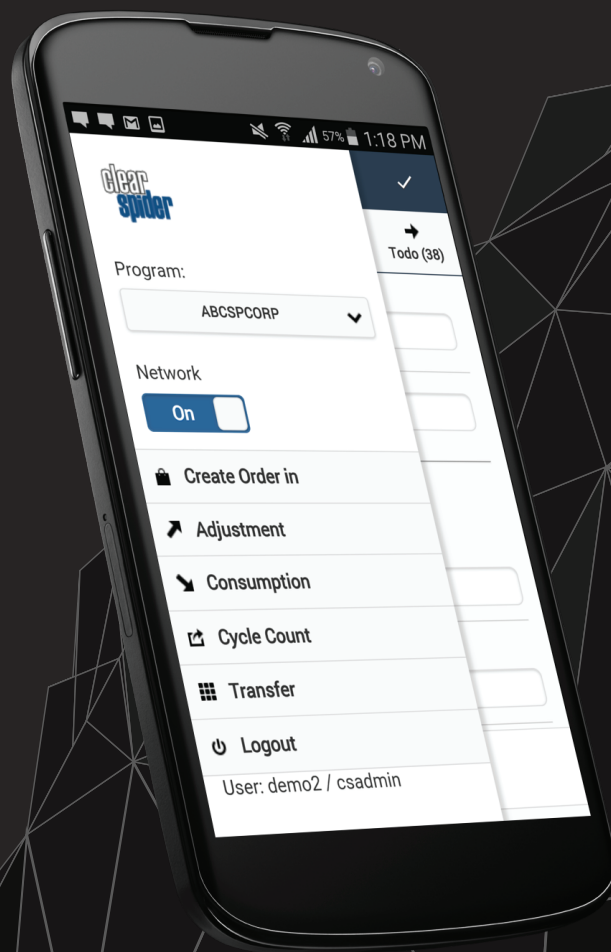 57% 1:18 PM
clear
spider
Todo (38)
Program:
ABCSPCORP
Network
On
Create Order in
Adjustment
Consumption
Cycle Count
Transfer
Logout
User: demo2 / csadmin